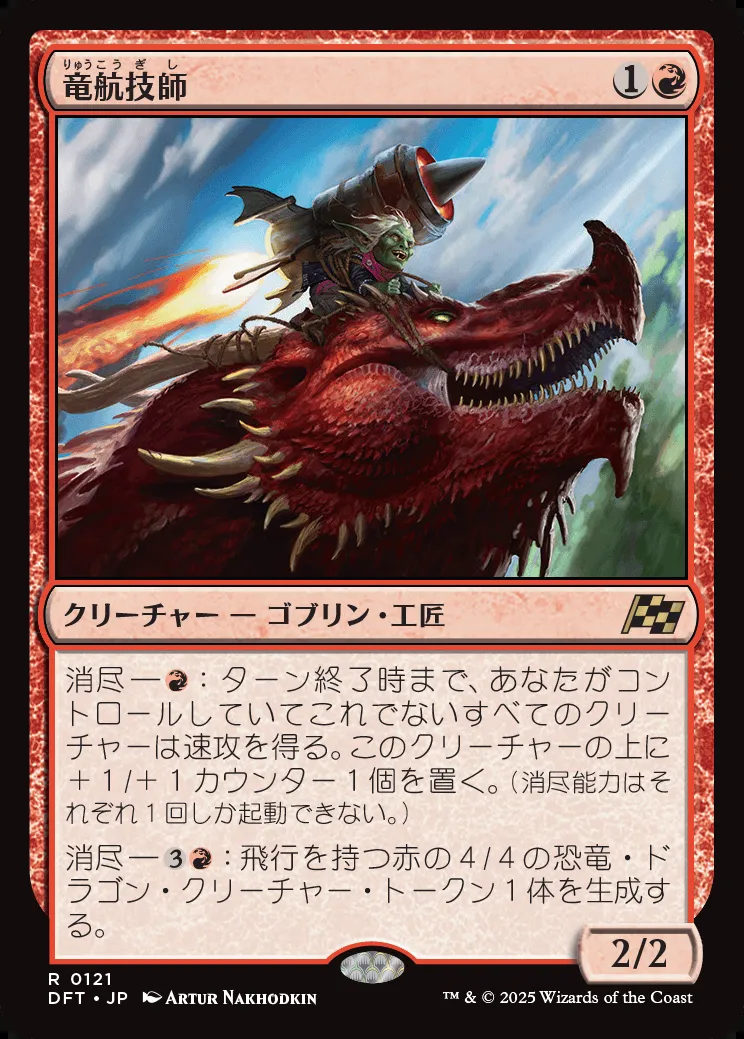 りゅうこうぎし
竜航技師
1
クリーチャー — ゴブリン・工匠
消尽—:ターン終了時まで、あなたがコン
トロールしていてこれでないすべてのクリー
チャーは速攻を得る。このクリーチャーの上に
+1/+1カウンター1個を置く。(消尽能力はそ
れぞれ1回しか起動できない。)
消尽—3:飛行を持つ赤の4/4の恐竜・ド
ラゴン・クリーチャー・トークン1体を生成す
る。
2/2
R 0121
DFT • JP Artur Nakhodkin
™ & © 2025 Wizards of the Coast